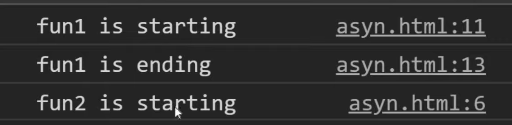 fun1 is starting asyn.html:11
fun1 is ending asyn.html:13
fun2 is starting asyn.html:6